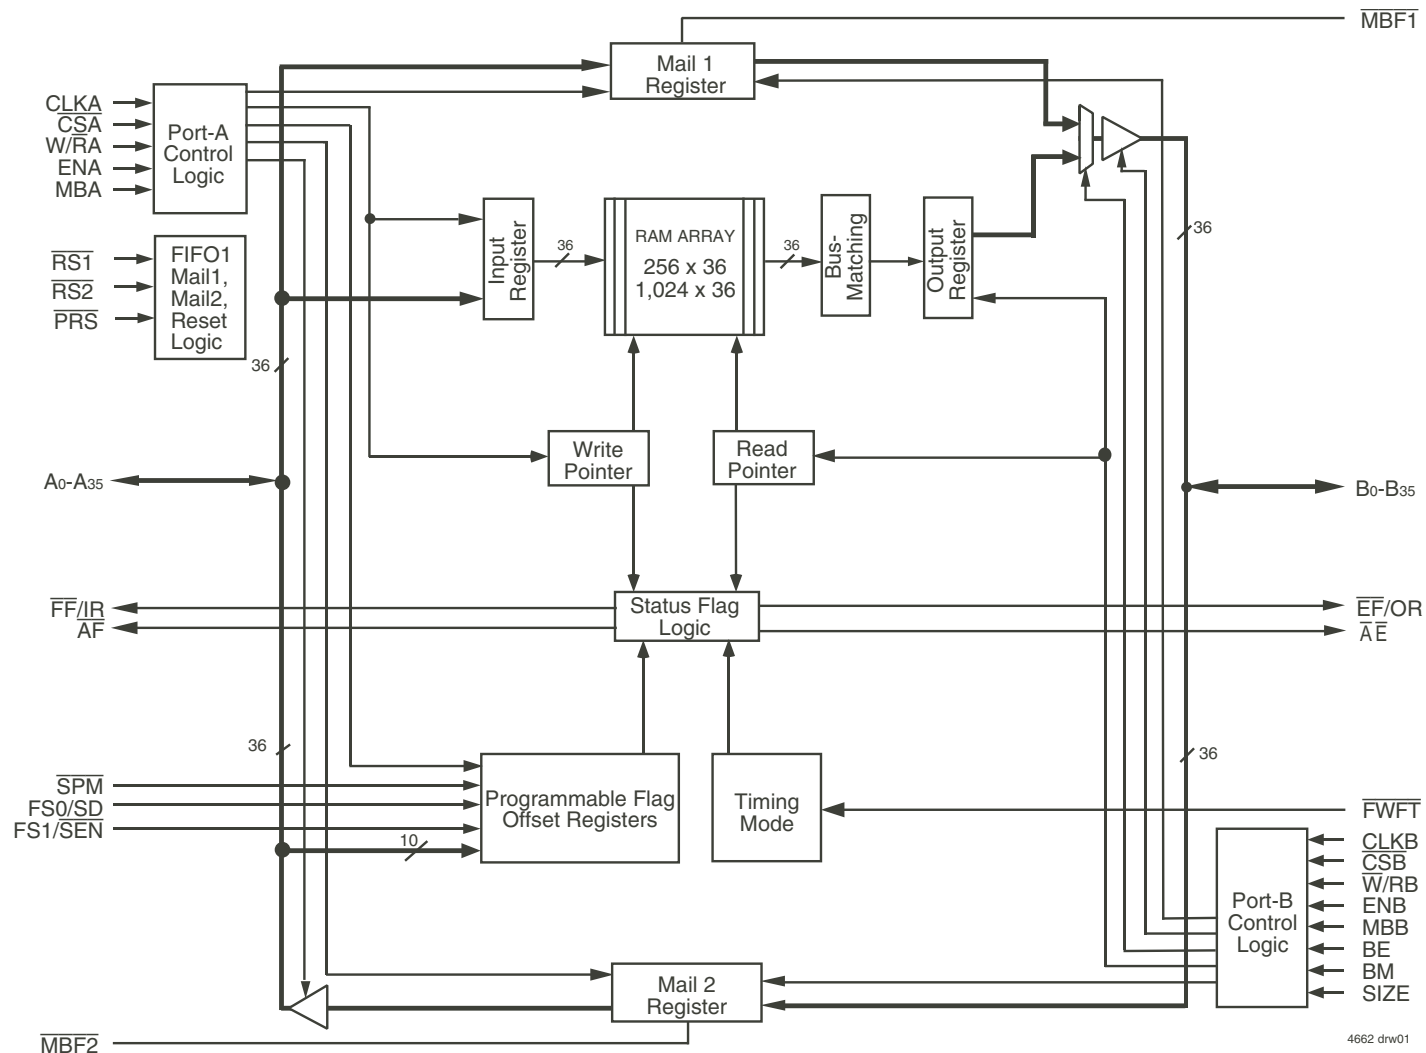 MBF1
Mail 1
Register
CLKA
CSA
W/RA
ENA
MBA
Port-A
Control
Logic
RS1
RS2
PRS
FIFO1
Mail1,
Mail2,
Reset
Logic
36
Input
Register
36
RAM ARRAY
256 x 36
1,024 x 36
36
Bus-
Matching
Output
Register
36
Write
Pointer
Read
Pointer
A0-A35
B0-B35
FF/IR
AF
Status Flag
Logic
EF/OR
AE
36
36
SPM
FS0/SD
FS1/SEN
10
Programmable Flag
Offset Registers
Timing
Mode
FWFT
CLKB
CSB
W/RB
ENB
MBB
BE
BM
SIZE
Port-B
Control
Logic
Mail 2
Register
MBF2
4662 drw01